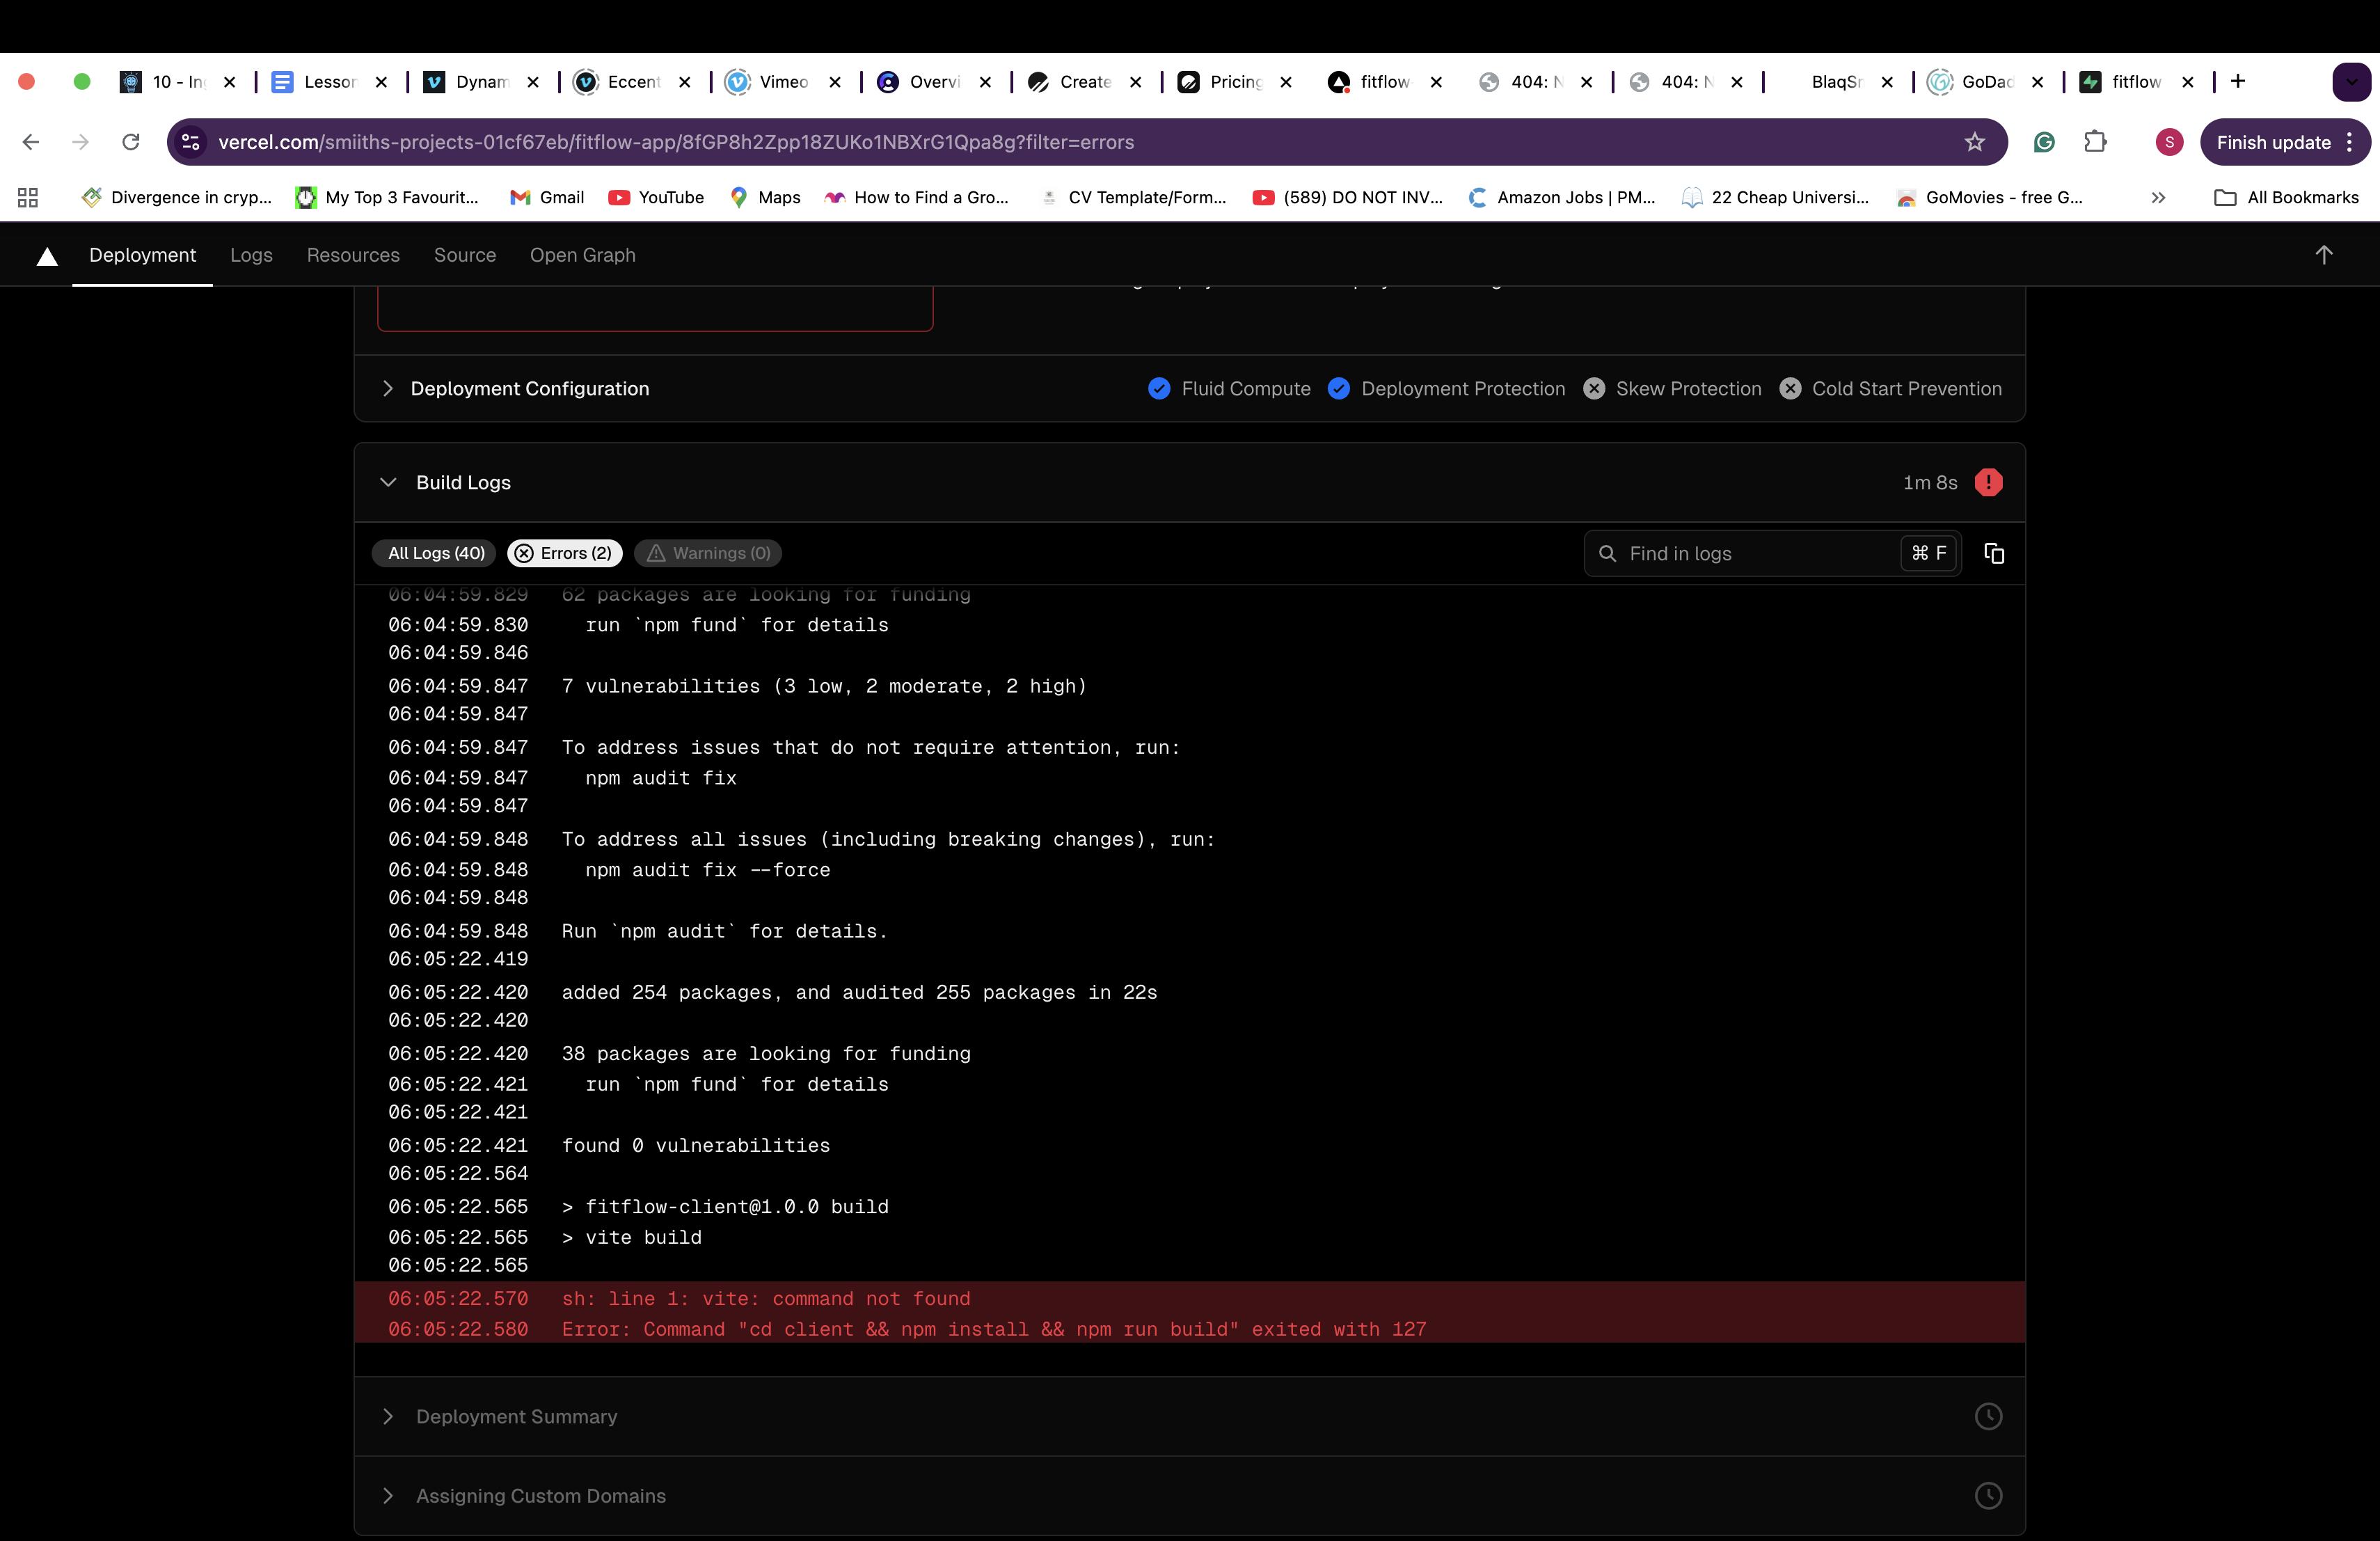 10 - In
Lesson
Dynam
Eccent
Vimeo
Overvi
Create
Pricing
fitflow
404: N
404: N
BlaqSn
GoDad
fitflow
vercel.com/smiiths-projects-01cf67eb/fitflow-app/8fGP8h2Zpp18ZUKo1NBXrG1Qpa8g?filter=errors
S
Finish update
Divergence in cryp...
My Top 3 Favourit...
Gmail
YouTube
Maps
How to Find a Gro...
CV Template/Form...
(589) DO NOT INV...
Amazon Jobs | PM...
22 Cheap Universi...
GoMovies - free G...
All Bookmarks
Deployment
Logs
Resources
Source
Open Graph
Deployment Configuration
Fluid Compute
Deployment Protection
Skew Protection
Cold Start Prevention
Build Logs
1m 8s
All Logs (40)
Errors (2)
Warnings (0)
Find in logs
⌘ F
06:04:59.829 62 packages are looking for funding
06:04:59.830 run `npm fund` for details
06:04:59.846
06:04:59.847 7 vulnerabilities (3 low, 2 moderate, 2 high)
06:04:59.847
06:04:59.847 To address issues that do not require attention, run:
06:04:59.847 npm audit fix
06:04:59.847
06:04:59.848 To address all issues (including breaking changes), run:
06:04:59.848 npm audit fix --force
06:04:59.848
06:04:59.848 Run `npm audit` for details.
06:05:22.419
06:05:22.420 added 254 packages, and audited 255 packages in 22s
06:05:22.420
06:05:22.420 38 packages are looking for funding
06:05:22.421 run `npm fund` for details
06:05:22.421
06:05:22.421 found 0 vulnerabilities
06:05:22.564
06:05:22.565 > fitflow-client@1.0.0 build
06:05:22.565 > vite build
06:05:22.565
06:05:22.570 sh: line 1: vite: command not found
06:05:22.580 Error: Command "cd client && npm install && npm run build" exited with 127
Deployment Summary
Assigning Custom Domains